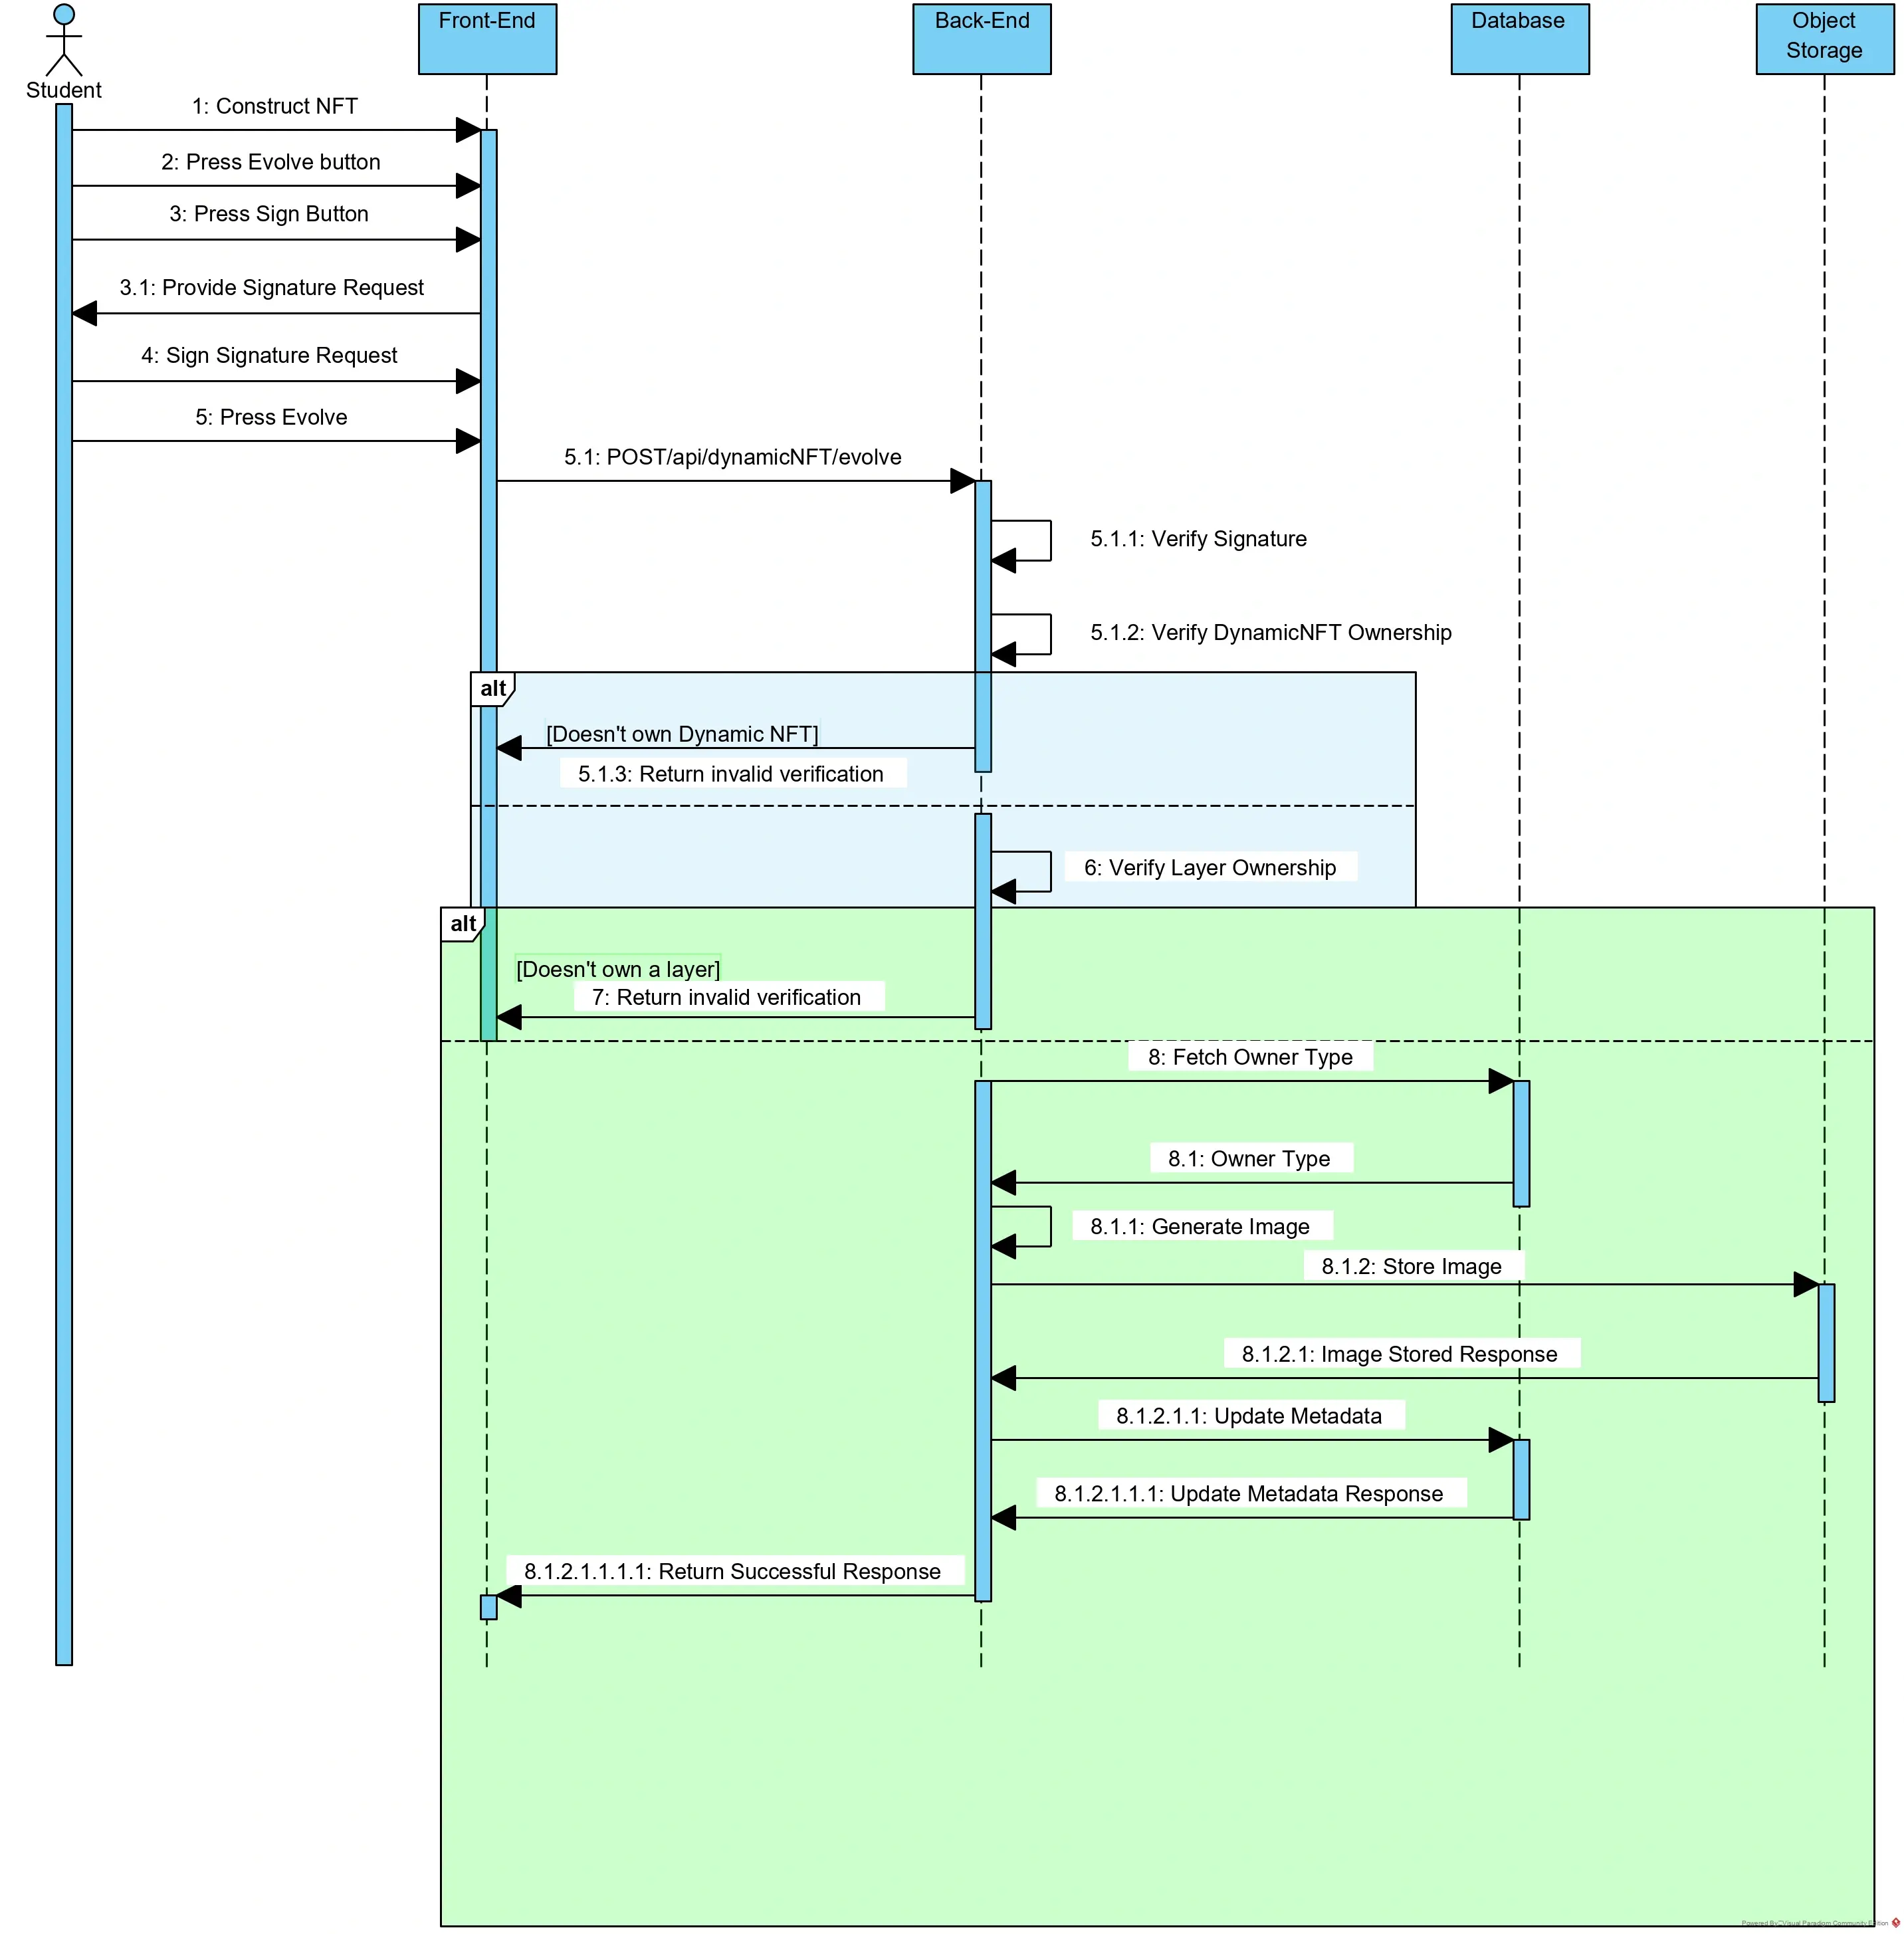 Front-End
Back-End
Database
Object
Storage
Student
1: Construct NFT
2: Press Evolve button
3: Press Sign Button
3.1: Provide Signature Request
4: Sign Signature Request
5: Press Evolve
5.1: POST/api/dynamicNFT/evolve
5.1.1: Verify Signature
5.1.2: Verify DynamicNFT Ownership
alt
[Doesn't own Dynamic NFT]
5.1.3: Return invalid verification
6: Verify Layer Ownership
alt
[Doesn't own a layer]
7: Return invalid verification
8: Fetch Owner Type
8.1: Owner Type
8.1.1: Generate Image
8.1.2: Store Image
8.1.2.1: Image Stored Response
8.1.2.1.1: Update Metadata
8.1.2.1.1.1: Update Metadata Response
8.1.2.1.1.1.1: Return Successful Response
Powered By Visual Paradigm Community Edition